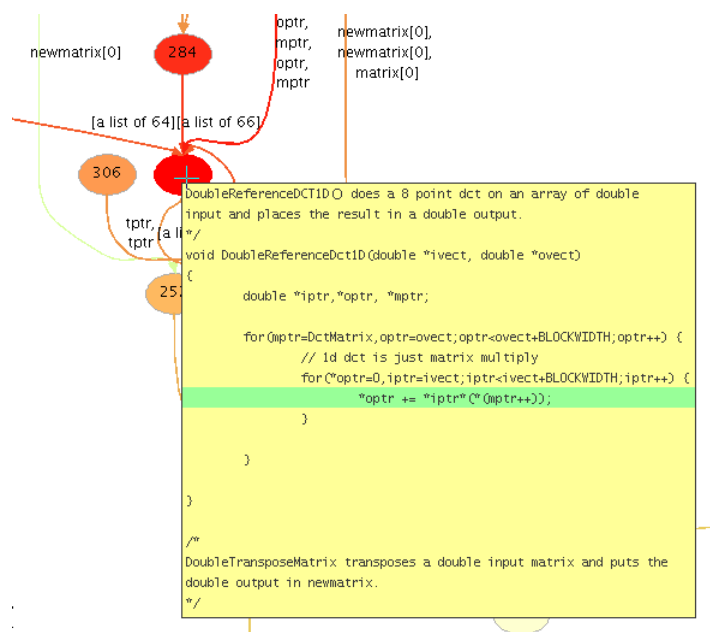 optr,
mptr,
optr,
mptr
newmatrix[0],
newmatrix[0],
matrix[0]
newmatrix[0]
284
[a list of 64][a list of 66]
306
tptr,
tptr
[a li
252
DoubleReferenceDCT1D() does a 8 point dct on an array of double
input and places the result in a double output.
*/
void DoubleReferenceDct1D(double *ivect, double *ovect)
{
double *iptr,*optr, *mptr;
for(mptr=DctMatrix,optr=ovect;optr<ovect+BLOCKWIDTH;optr++) {
// 1d dct is just matrix multiply
for(*optr=0,iptr=ivect;iptr<ivect+BLOCKWIDTH;iptr++) {
*optr += *iptr*(*(mptr++));
}
}
}
/*
DoubleTransposeMatrix transposes a double input matrix and puts the
double output in newmatrix.
*/